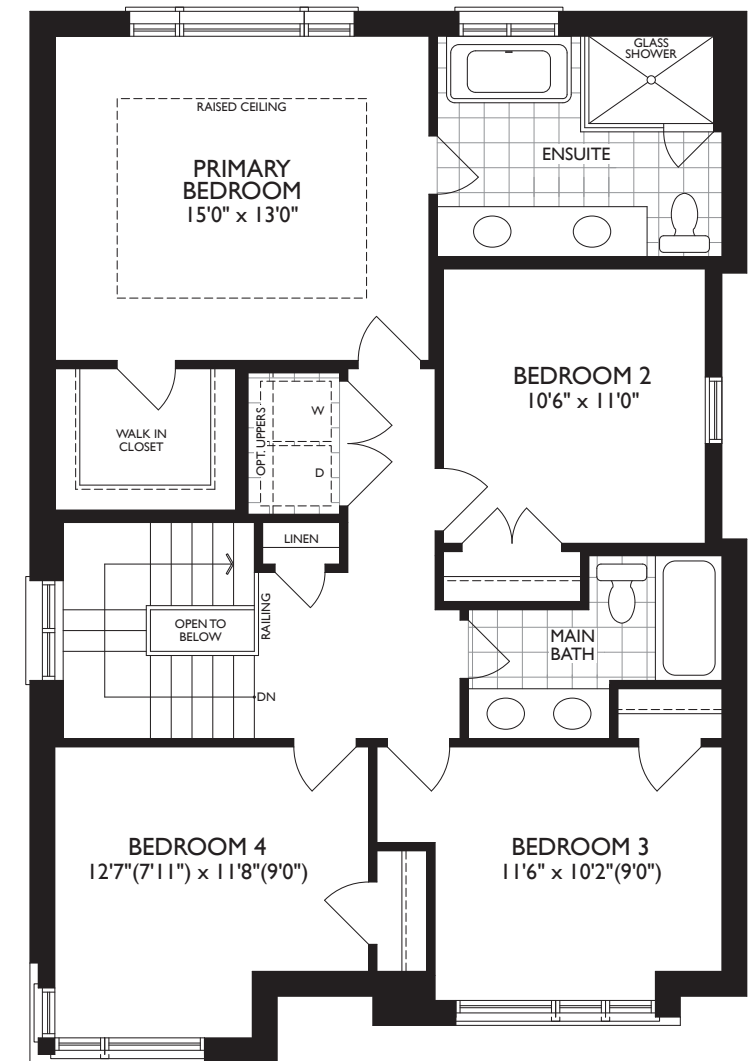 GLASS
SHOWER
RAISED CEILING
PRIMARY
BEDROOM
15'0" x 13'0"
ENSUITE
BEDROOM 2
10'6" x 11'0"
WALK IN
CLOSET
OPT. UPPERS
W
D
LINEN
OPEN TO
BELOW
RAILING
MAIN
BATH
DN
BEDROOM 4
12'7"(7'11") x 11'8"(9'0")
BEDROOM 3
11'6" x 10'2"(9'0")